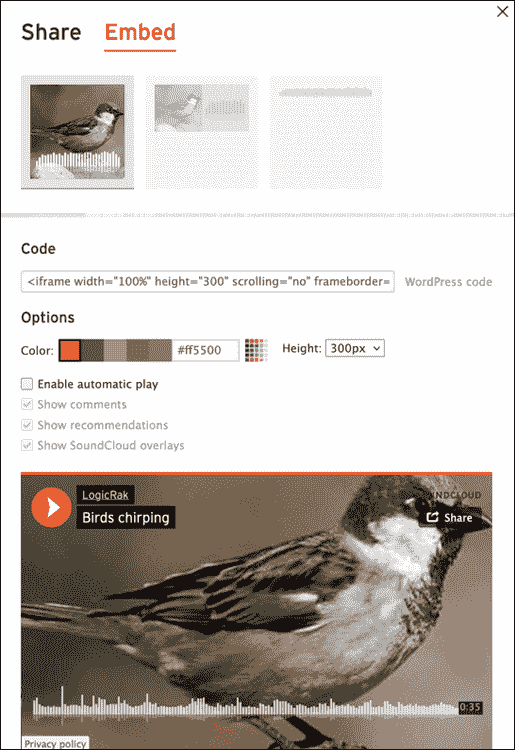 Share Embed
Code
<iframe width="100%" height="300" scrolling="no" frameborder= WordPress code
Options
Color: #ff5500 Height: 300px
Enable automatic play
Show comments
Show recommendations
Show SoundCloud overlays
LogicRak
Birds chirping
Share
0:35
Privacy policy